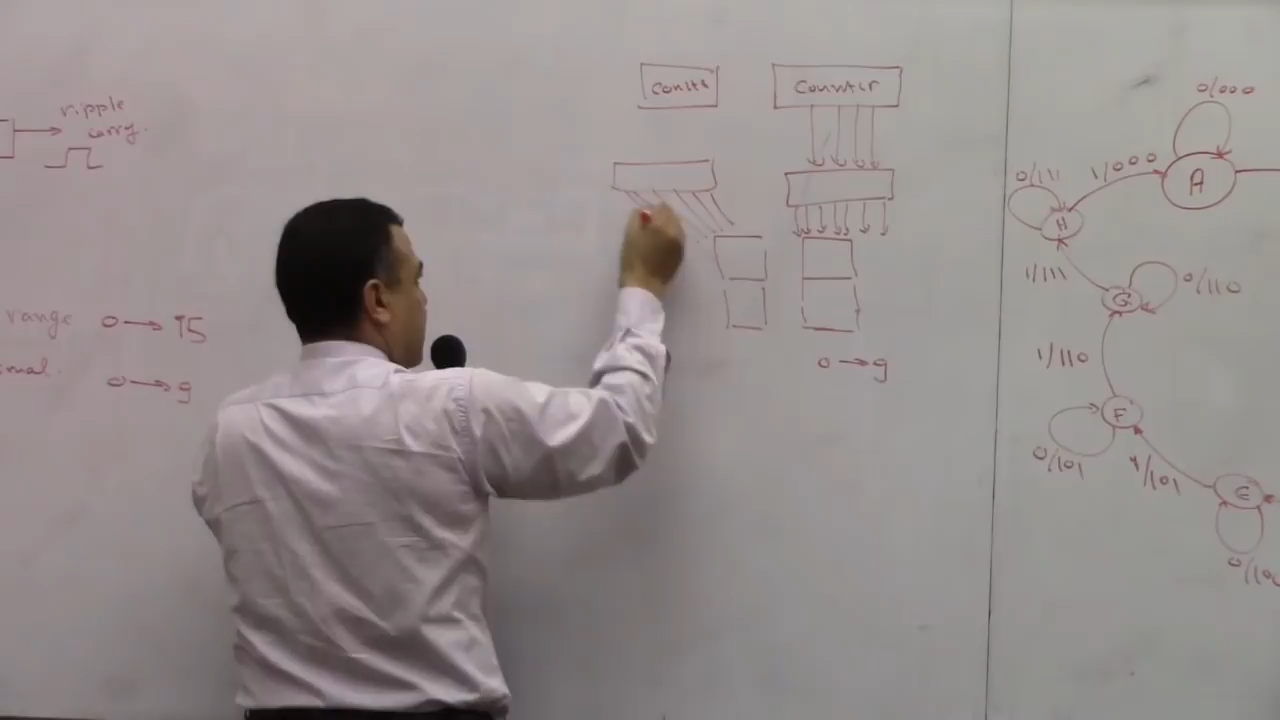 ripple
carry.
range 0 → 15
mal. 0 → 9
Counter
0 → 9
0/000
A
1/000
0/111
H
1/111
G
0/110
1/110
F
0/101
1/101
E